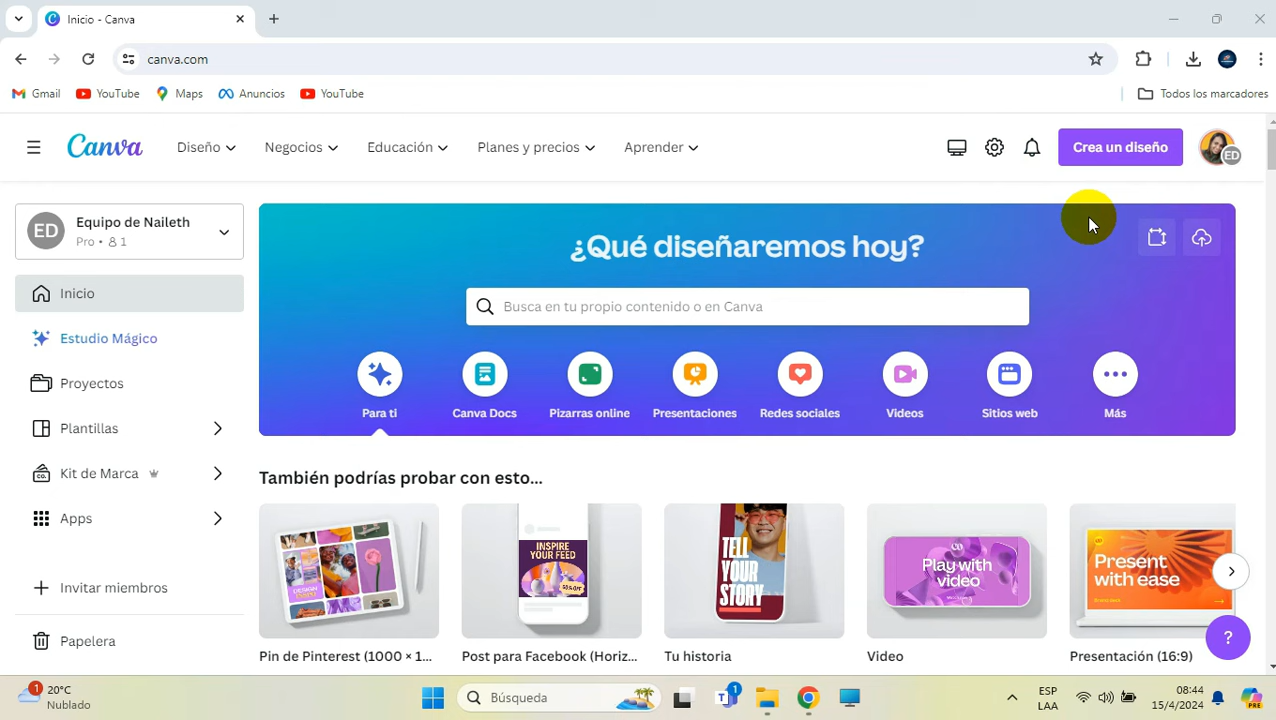 Inicio - Canva
canva.com
Gmail YouTube Maps Anuncios YouTube Todos los marcadores
Canva Diseño Negocios Educación Planes y precios Aprender Crea un diseño ED
ED Equipo de Naileth
Pro • 1
Inicio
Estudio Mágico
Proyectos
Plantillas
Kit de Marca
Apps
Invitar miembros
Papelera
¿Qué diseñaremos hoy?
Busca en tu propio contenido o en Canva
Para ti Canva Docs Pizarras online Presentaciones Redes sociales Videos Sitios web Más
También podrías probar con esto...
INSPIRE
YOUR FEED
TELL
YOUR
STORY
Play with
video
Present
with ease
Pin de Pinterest (1000 × 1... Post para Facebook (Horiz... Tu historia Video Presentación (16:9)
?
1 20°C
Nublado
Búsqueda
1
ESP
LAA
08:44
15/4/2024
PRE